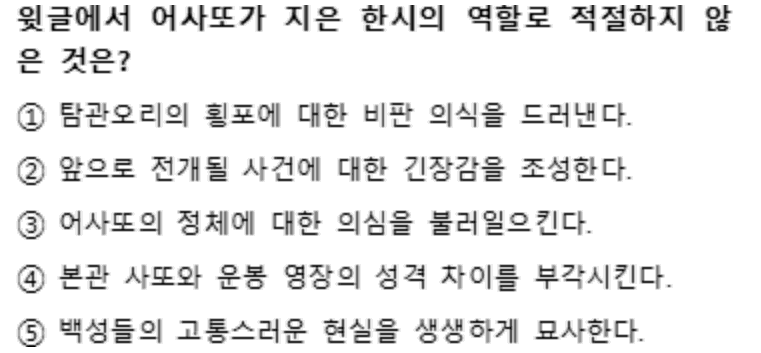 윗글에서 어사또가 지은 한시의 역할로 적절하지 않
은 것은?
① 탐관오리의 횡포에 대한 비판 의식을 드러낸다.
② 앞으로 전개될 사건에 대한 긴장감을 조성한다.
③ 어사또의 정체에 대한 의심을 불러일으킨다.
④ 본관 사또와 운봉 영장의 성격 차이를 부각시킨다.
⑤ 백성들의 고통스러운 현실을 생생하게 묘사한다.